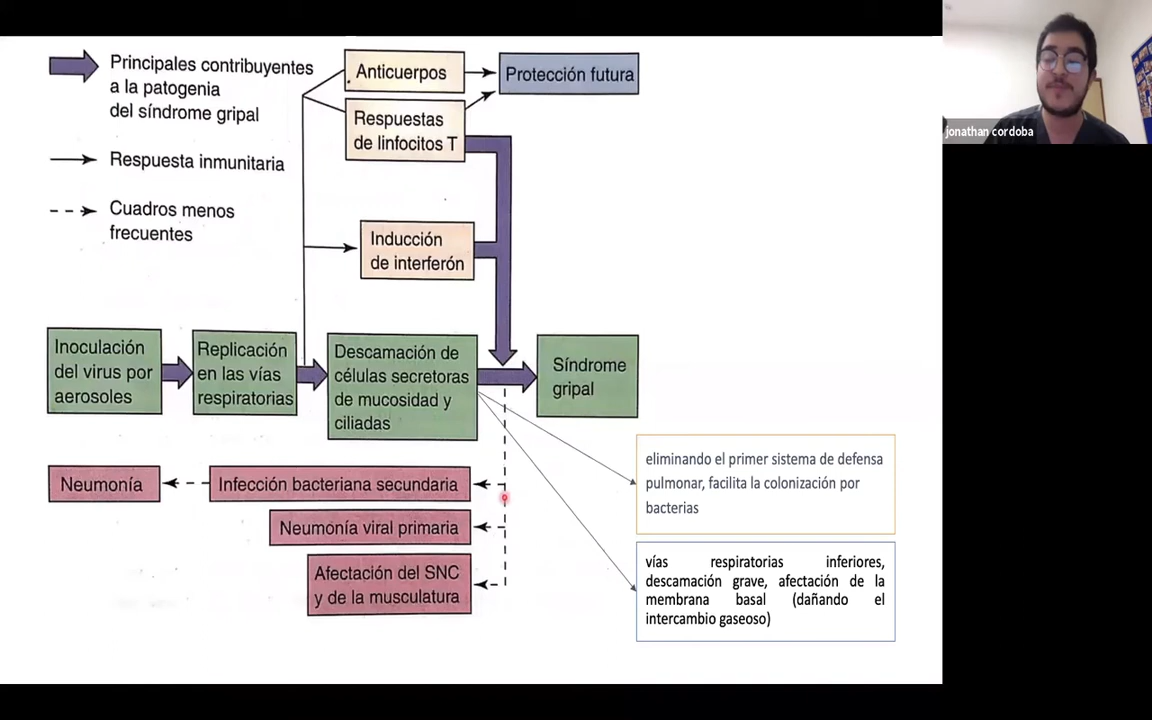 Principales contribuyentes
a la patogenia
del síndrome gripal
Respuesta inmunitaria
Cuadros menos
frecuentes
Anticuerpos
Protección futura
Respuestas
de linfocitos T
Inducción
de interferón
Inoculación
del virus por
aerosoles
Replicación
en las vías
respiratorias
Descamación de
células secretoras
de mucosidad y
ciliadas
Síndrome
gripal
Neumonía
Infección bacteriana secundaria
Neumonía viral primaria
Afectación del SNC
y de la musculatura
eliminando el primer sistema de defensa
pulmonar, facilita la colonización por
bacterias
vías respiratorias inferiores,
descamación grave, afectación de la
membrana basal (dañando el
intercambio gaseoso)
jonathan cordoba